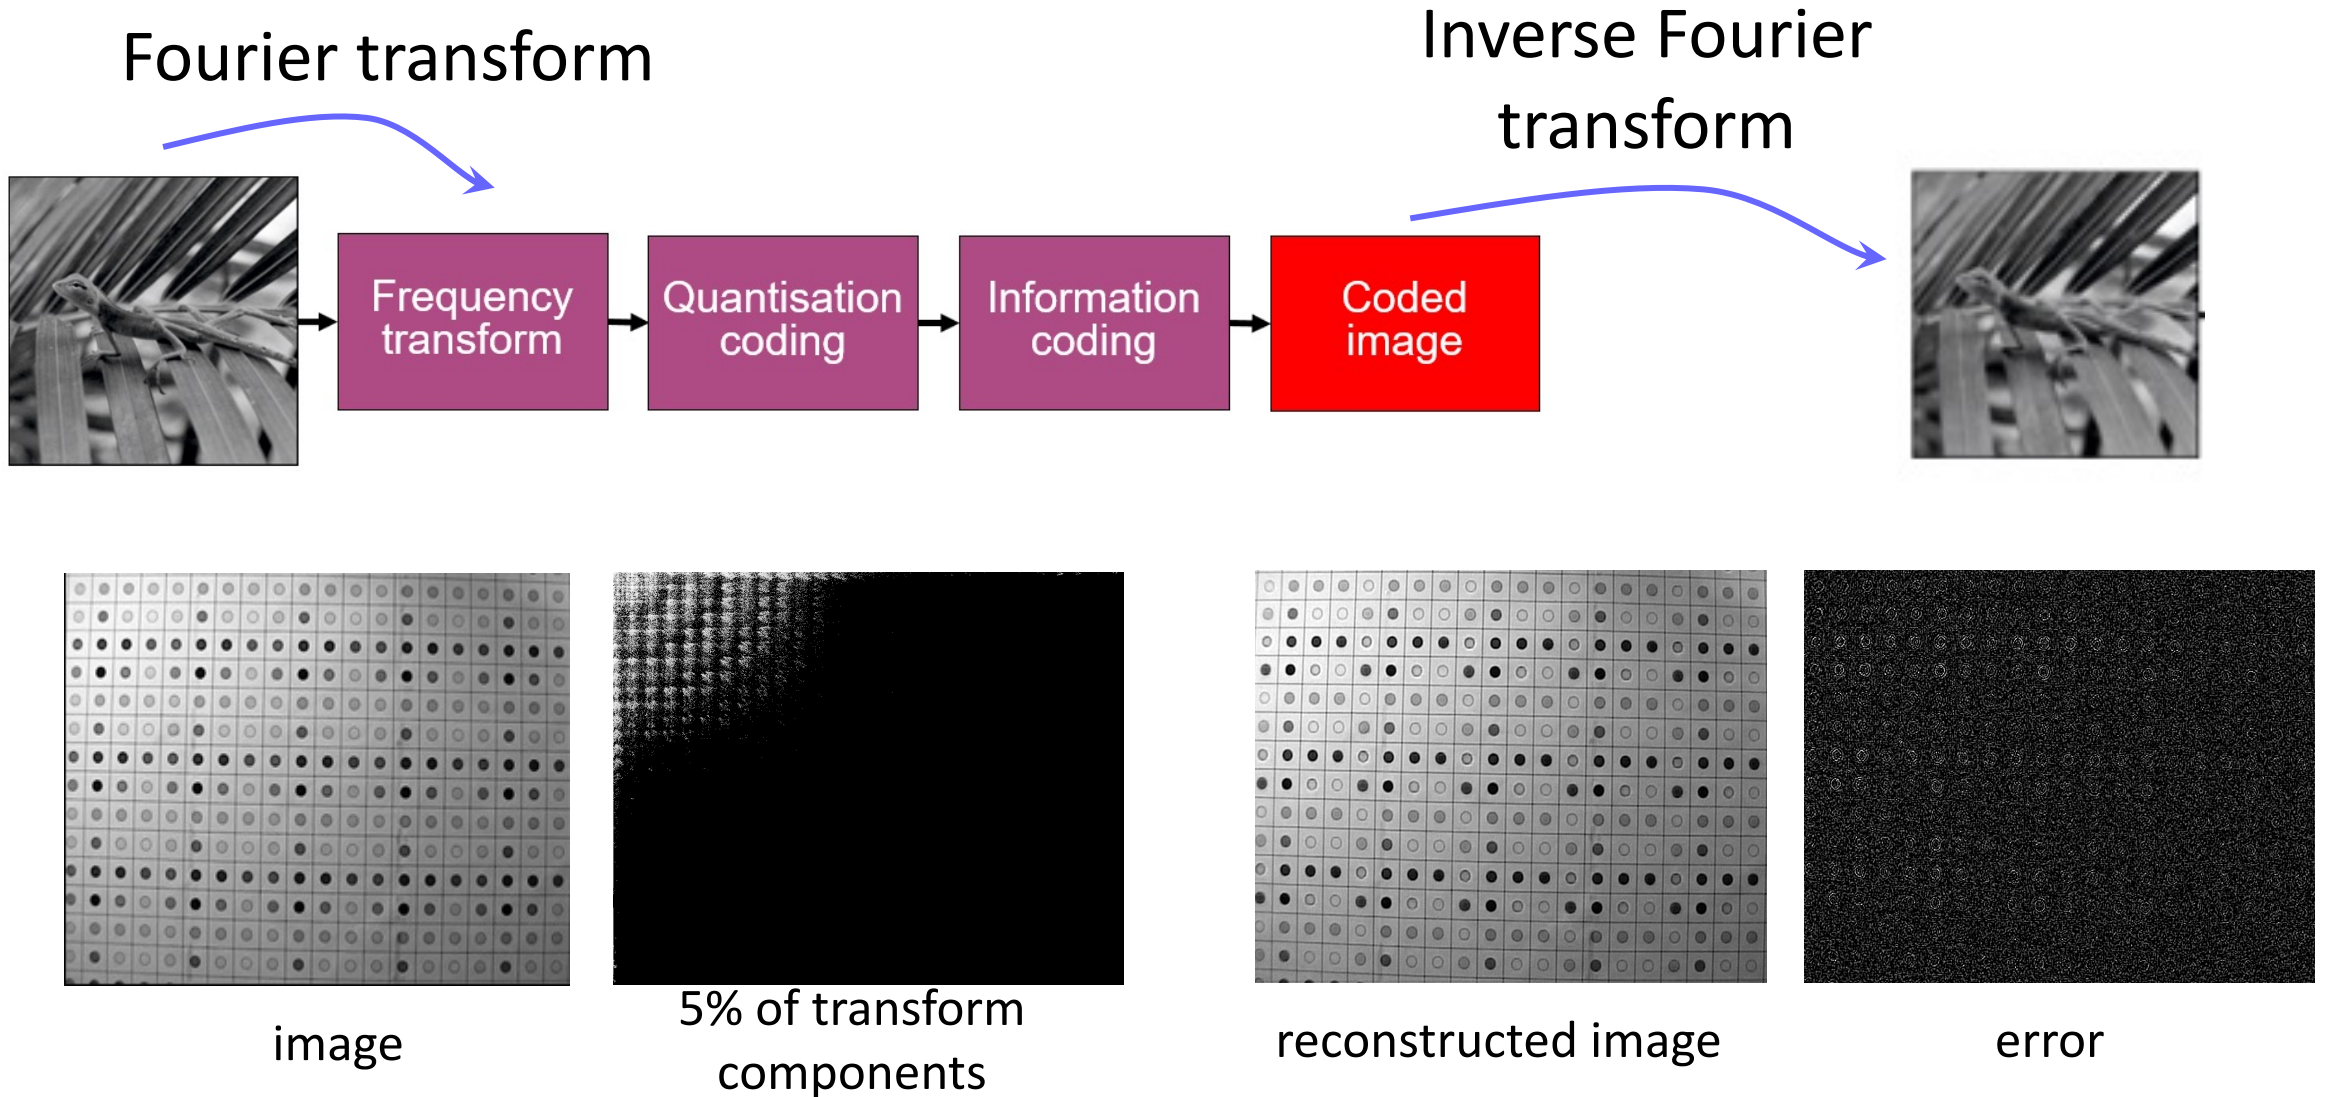 Fourier transform
Inverse Fourier
transform
Frequency
transform
Quantisation
coding
Information
coding
Coded
image
image
5% of transform
components
reconstructed image
error